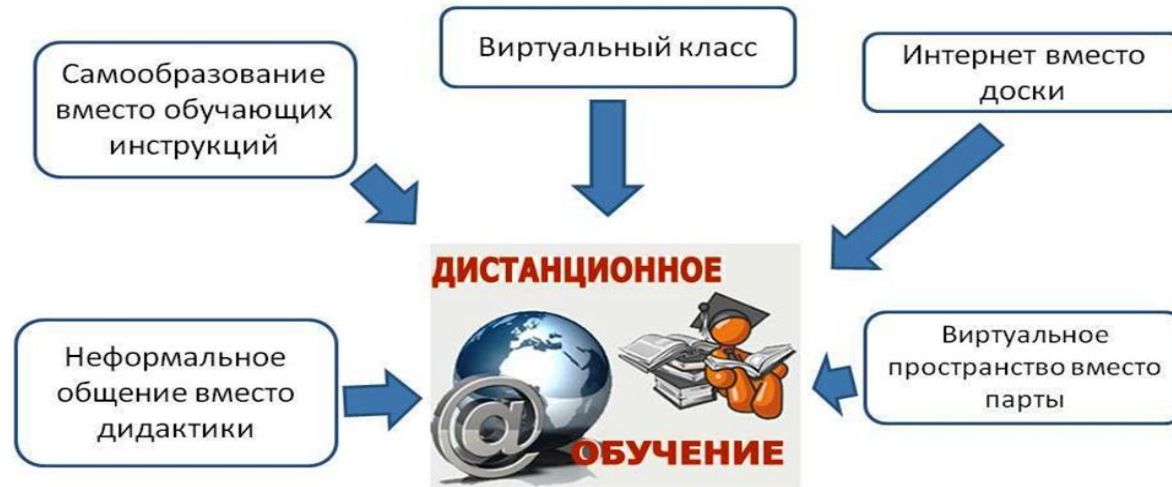 Самообразование
вместо обучающих
инструкций
Виртуальный класс
Интернет вместо
доски
Неформальное
общение вместо
дидактики
ДИСТАНЦИОННОЕ
@
ОБУЧЕНИЕ
Виртуальное
пространство вместо
парты